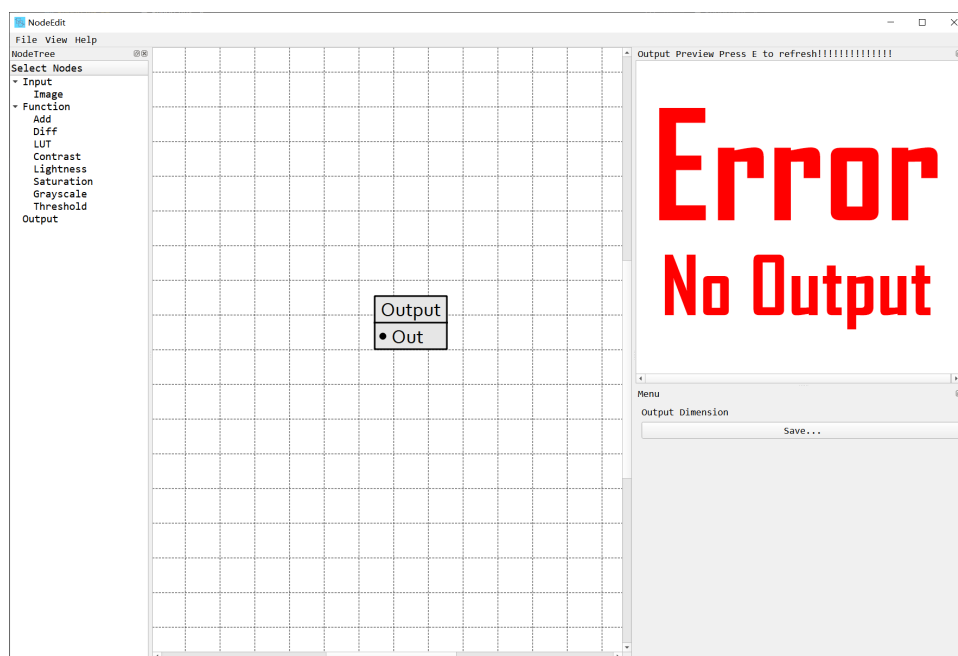 NodeEdit
File View Help
NodeTree
Select Nodes
Input
Image
Function
Add
Diff
LUT
Contrast
Lightness
Saturation
Grayscale
Threshold
Output
Output
Out
Output Preview Press E to refresh!!!!!!!!!!!!!!
Error
No Output
Menu
Output Dimension
Save...